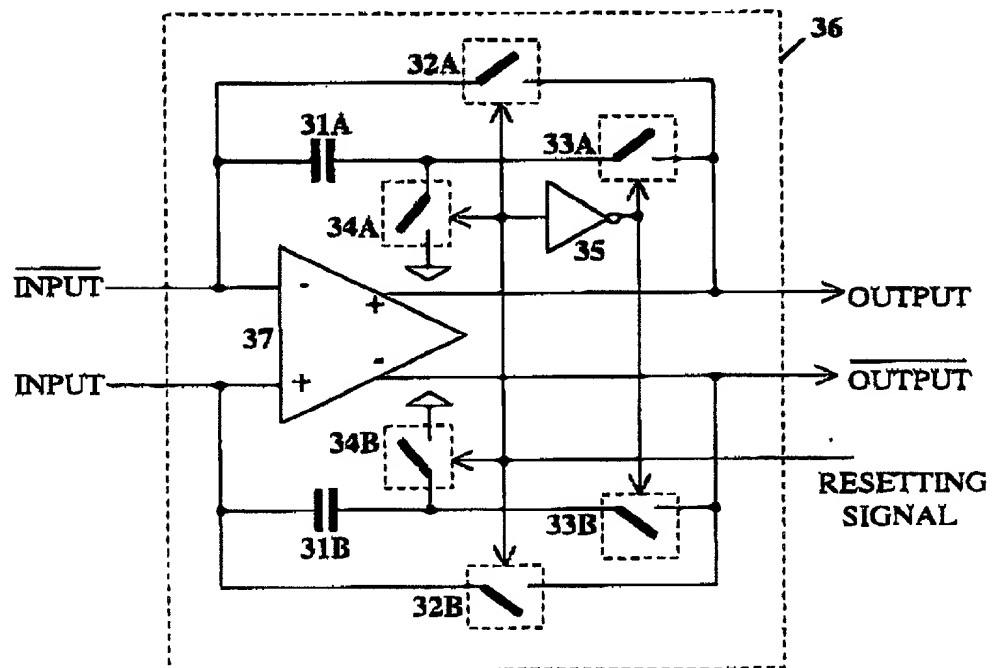 36
32A
31A
33A
34A
35
INPUT
-
+
OUTPUT
37
-
INPUT
+
OUTPUT
34B
RESETTING
SIGNAL
33B
31B
32B